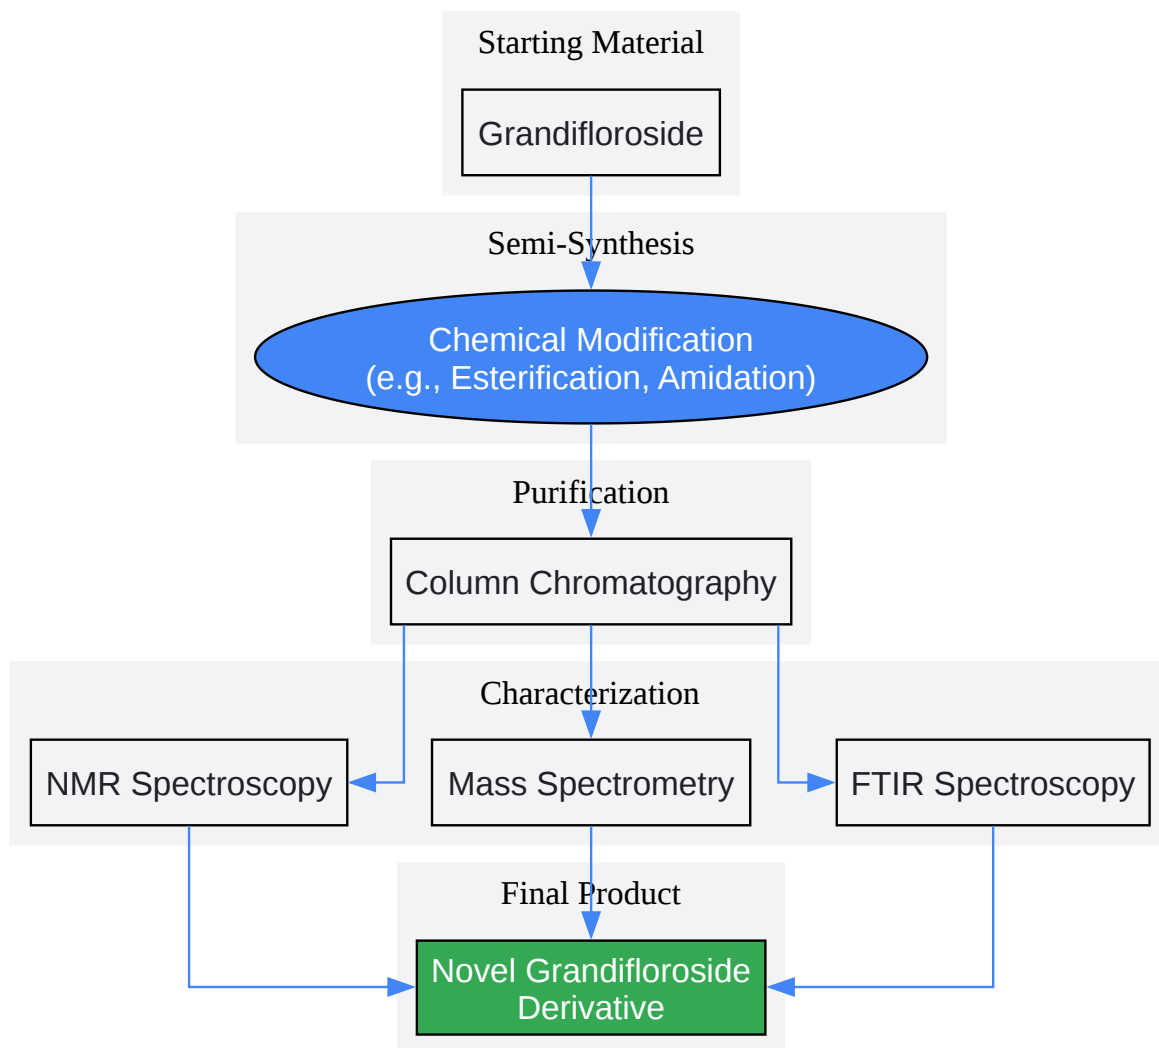 Starting Material
Grandifloroside
Semi-Synthesis
Chemical Modification
(e.g., Esterification, Amidation)
Purification
Column Chromatography
Characterization
NMR Spectroscopy
Mass Spectrometry
FTIR Spectroscopy
Final Product
Novel Grandifloroside
Derivative